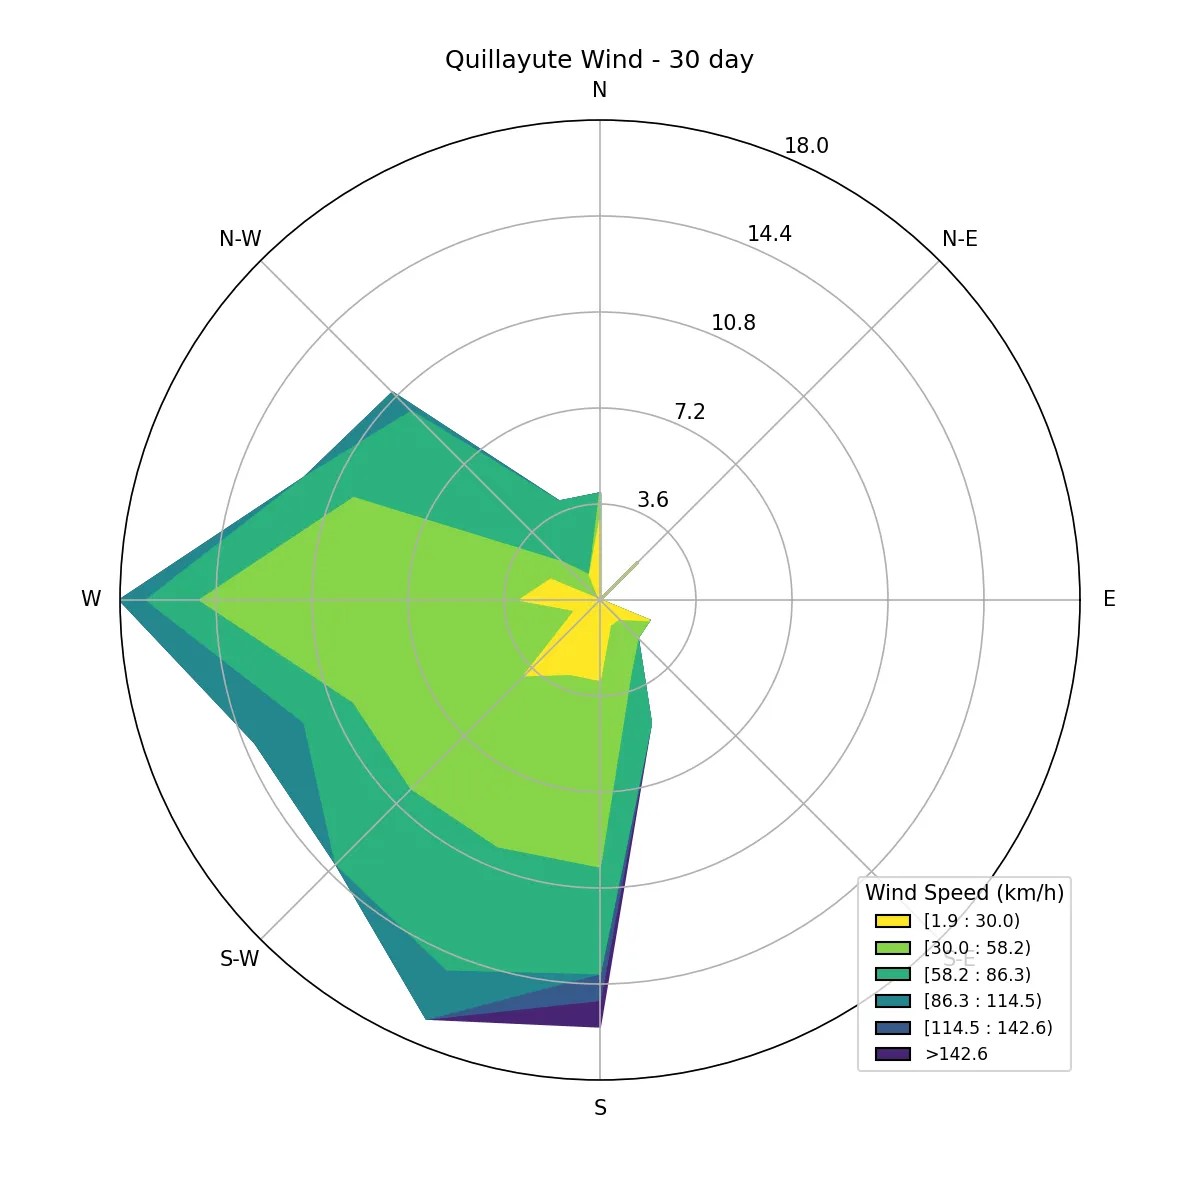 Quillayute Wind - 30 day
N
18.0
14.4
N-W
N-E
10.8
7.2
3.6
W
E
Wind Speed (km/h)
[1.9 : 30.0)
[30.0 : 58.2)
S-W
S-E
[58.2 : 86.3)
[86.3 : 114.5)
[114.5 : 142.6)
>142.6
S